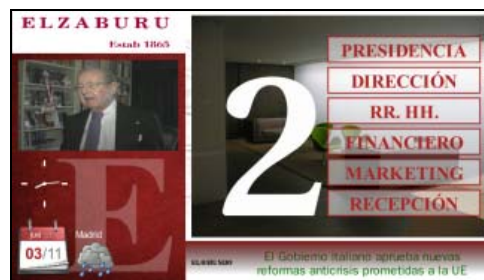 ELZABURU
Estab 1865
2
PRESIDENCIA
DIRECCIÓN
RR. HH.
FINANCIERO
MARKETING
RECEPCIÓN
E
jue
03/11
Madrid
El Gobierno italiano aprueba nuevas
reformas anticrisis prometidas a la UE